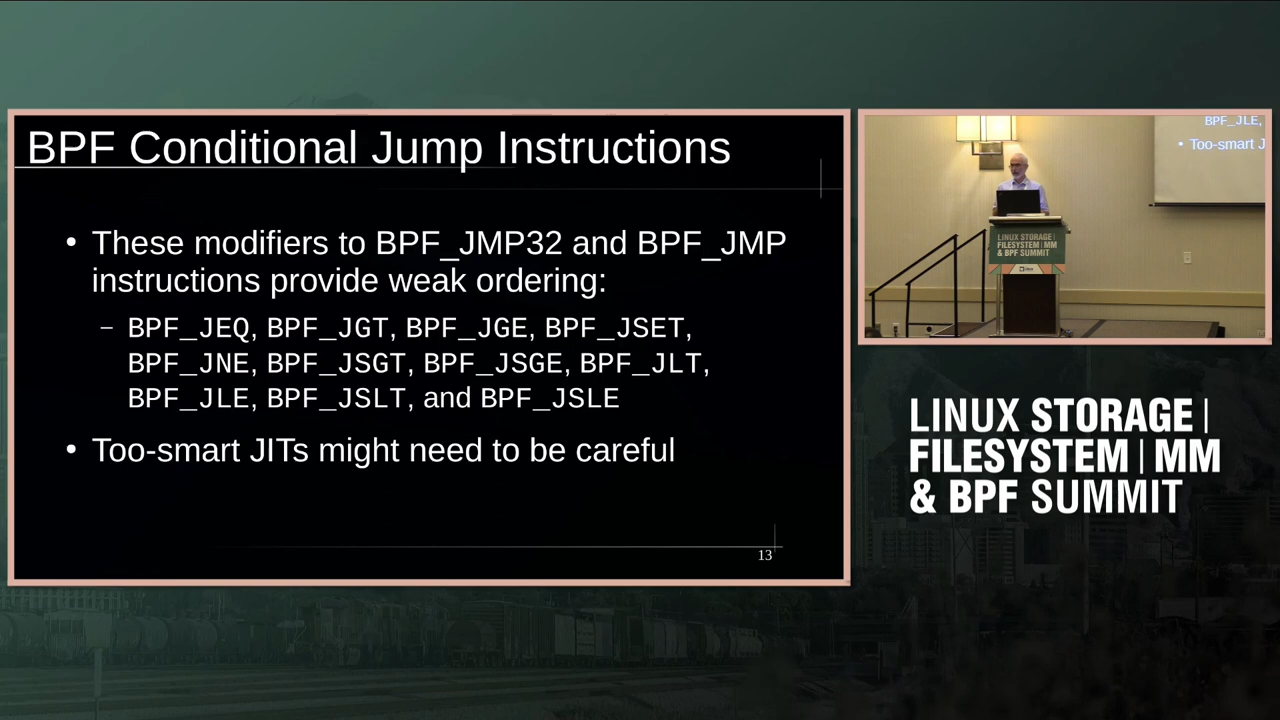 BPF Conditional Jump Instructions
• These modifiers to BPF_JMP32 and BPF_JMP
instructions provide weak ordering:
– BPF_JEQ, BPF_JGT, BPF_JGE, BPF_JSET,
BPF_JNE, BPF_JSGT, BPF_JSGE, BPF_JLT,
BPF_JLE, BPF_JSLT, and BPF_JSLE
• Too-smart JITs might need to be careful
13
BPF_JLE,
• Too-smart J
LINUX STORAGE |
FILESYSTEM | MM
& BPF SUMMIT
LINUX STORAGE |
FILESYSTEM | MM
& BPF SUMMIT